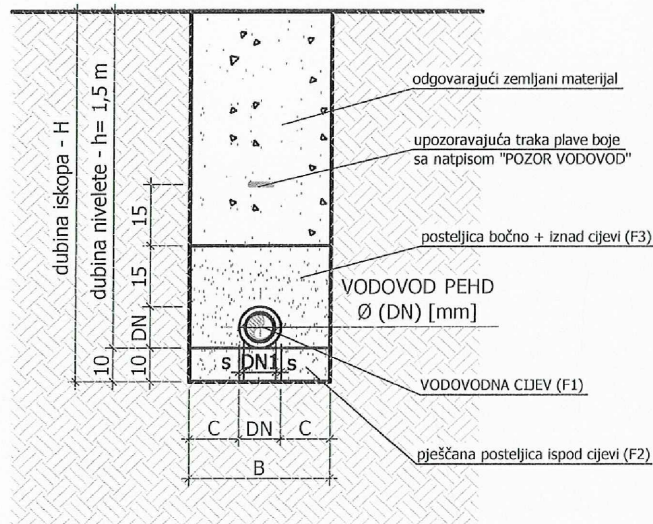 dubina iskopa - H
dubina nivelete - h= 1,5 m
odgovarajući zemljani materijal
upozoravajuća traka plave boje
sa natpisom "POZOR VODOVOD"
15
posteljica bočno + iznad cijevi (F3)
15
VODOVOD PEHD
Ø (DN) [mm]
DN
10
10
s DN1 s
VODOVODNA CIJEV (F1)
C DN C
pješčana posteljica ispod cijevi (F2)
B